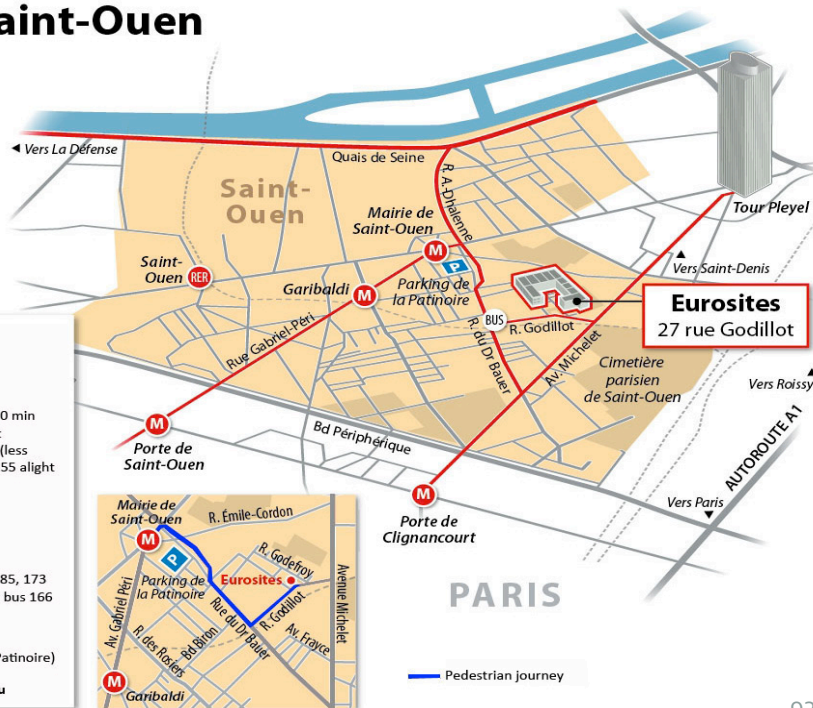 aint-Ouen
Vers La Défense
Quais de Seine
R. A.-Dhalenne
Saint-
Ouen
Mairie de
Saint-Ouen
M
P
Tour Pleyel
Saint-
Ouen
RER
Garibaldi
M
Parking de
la Patinoire
Vers Saint-Denis
BUS
R. Godillot
Eurosites
27 rue Godillot
Rue Gabriel-Péri
R. du Dr Bauer
Av. Michelet
Cimetière
parisien
de Saint-Ouen
Vers Roissy
0 min
(less
55 alight
M
Porte de
Saint-Ouen
Bd Périphérique
AUTOROUTE A1
M
Porte de
Clignancourt
Vers Paris
PARIS
85, 173
bus 166
Patinoire)
u
Mairie de
Saint-Ouen
M
R. Émile-Cordon
P
Parking de
la Patinoire
R. Godefroy
Eurosites
R. Godillot
Avenue Michelet
Av. Gabriel Péri
Rue du Dr Bauer
R. des Rosiers
Bd Biron
Av. Frayce
M
Garibaldi
Pedestrian journey